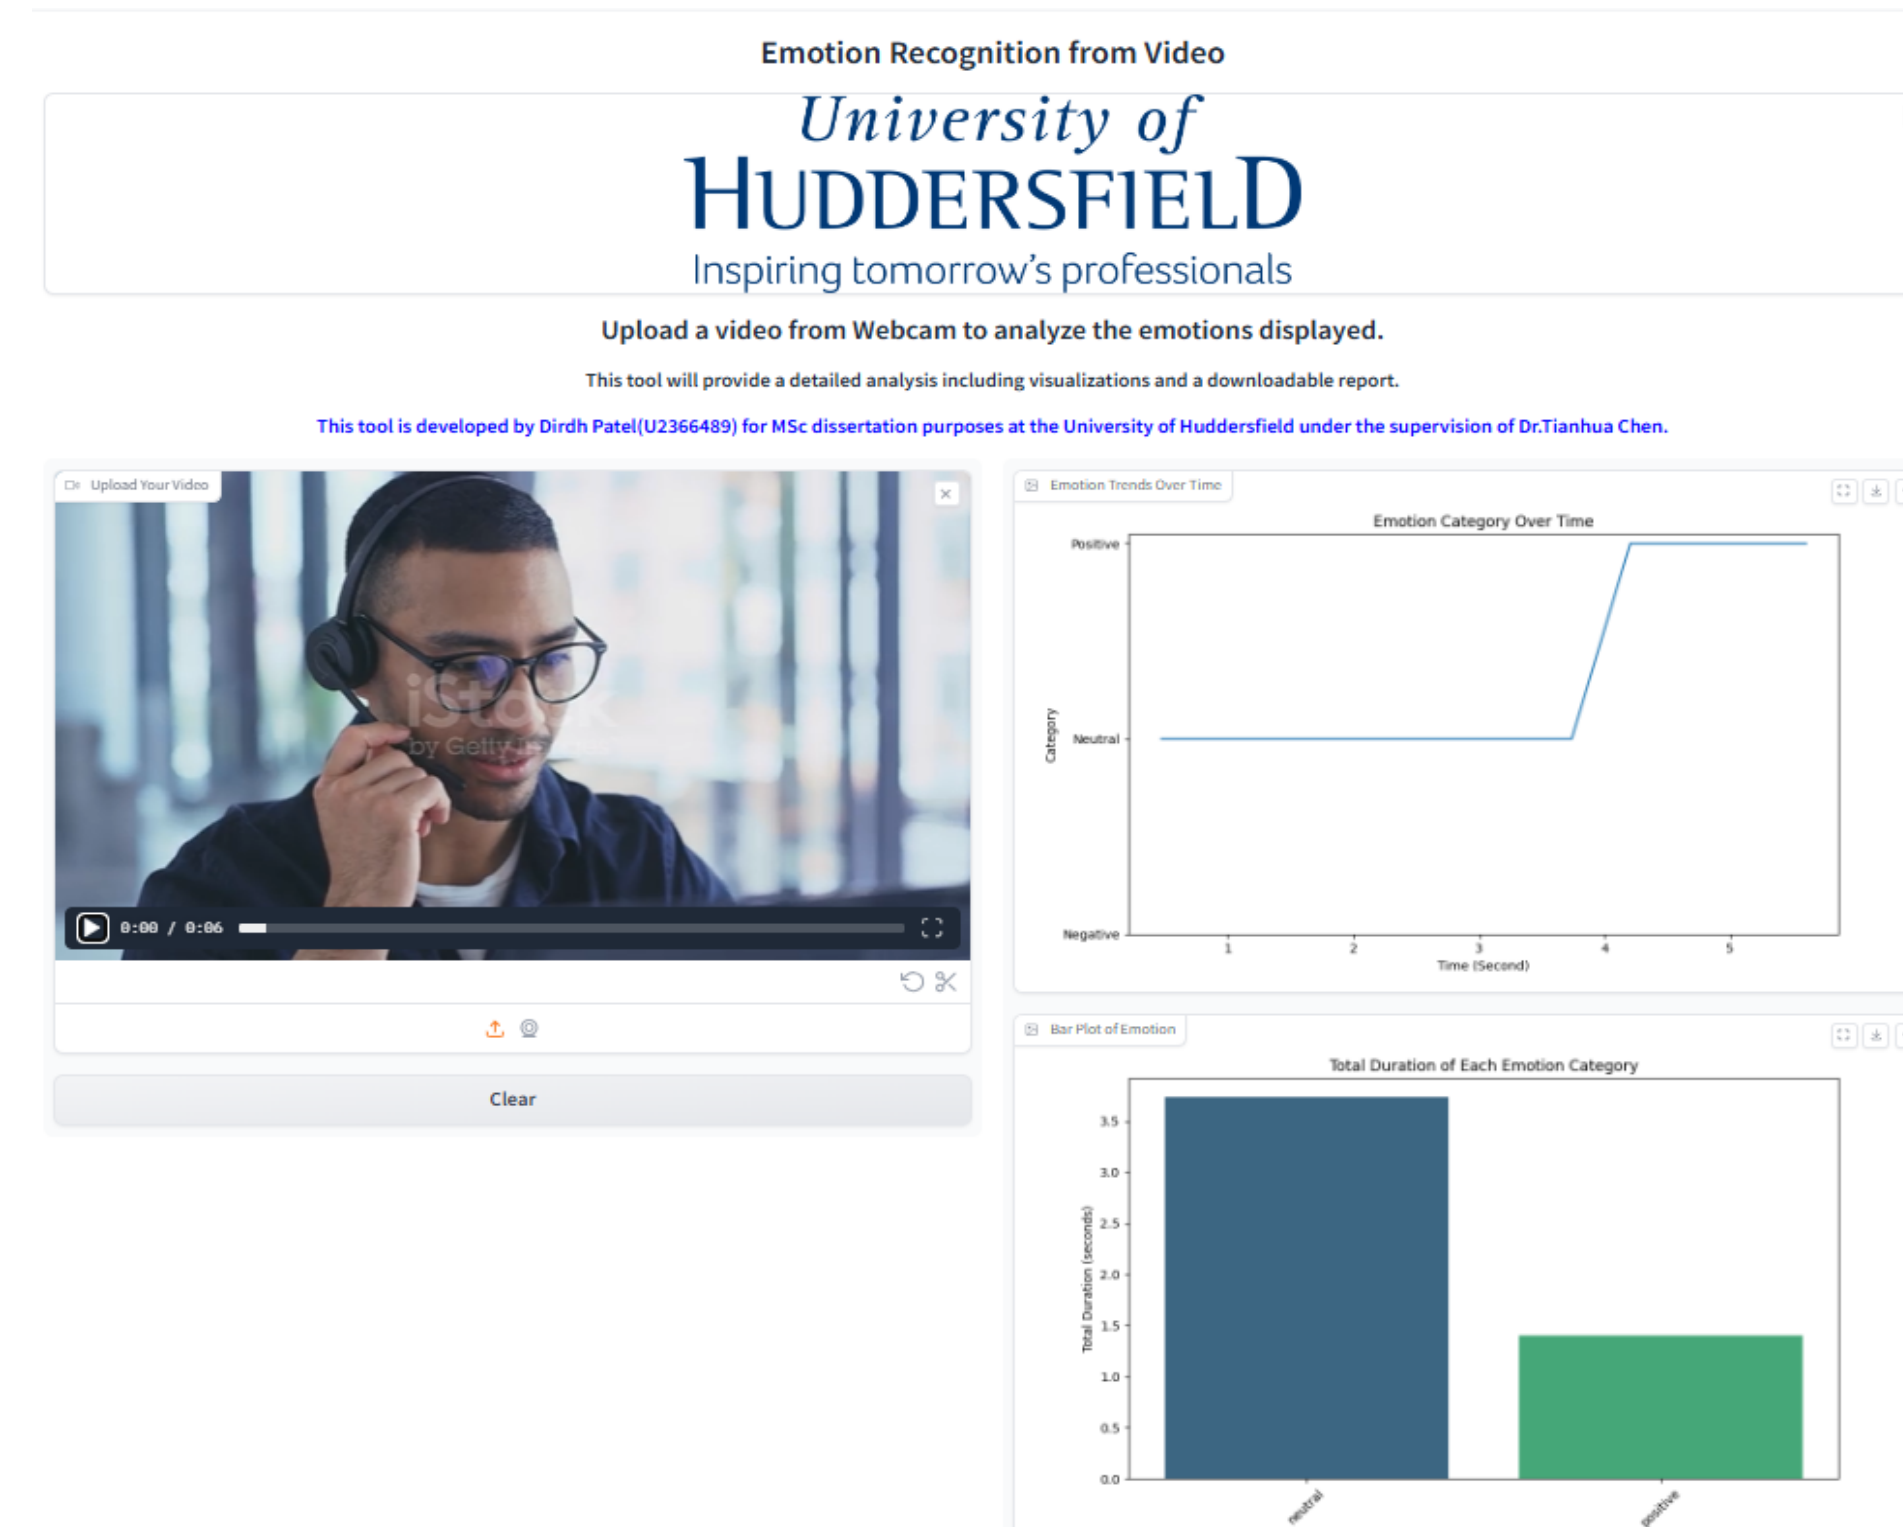 Emotion Recognition from Video
University of
HUDDERSFIELD
Inspiring tomorrow's professionals
Upload a video from Webcam to analyze the emotions displayed.
This tool will provide a detailed analysis including visualizations and a downloadable report.
This tool is developed by Dirdh Patel(U2366489) for MSc dissertation purposes at the University of Huddersfield under the supervision of Dr.Tianhua Chen.
Upload Your Video
iStock
by Getty Images
0:00 / 0:06
Clear
Emotion Trends Over Time
Emotion Category Over Time
Positive
Neutral
Negative
Category
1 2 3 4 5
Time (Second)
Bar Plot of Emotion
Total Duration of Each Emotion Category
3.5
3.0
2.5
2.0
1.5
1.0
0.5
0.0
Total Duration (seconds)
neutral positive